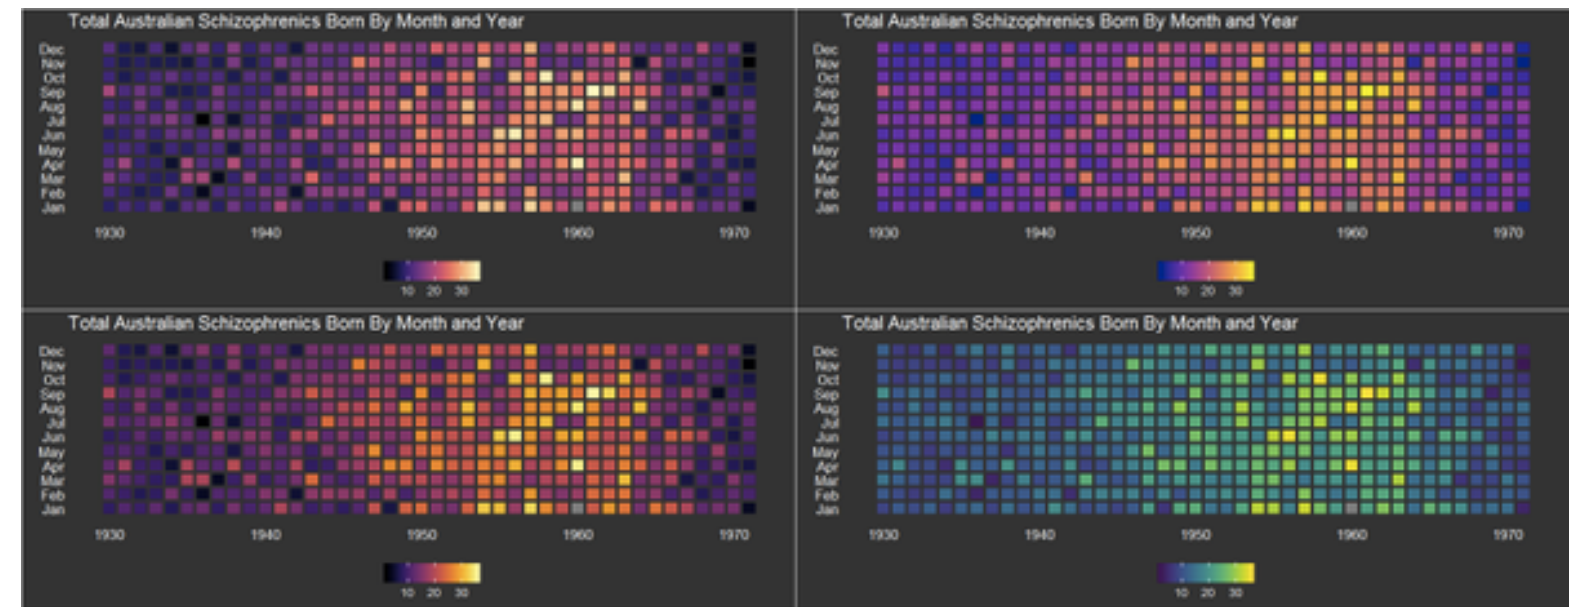 Total Australian Schizophrenics Born By Month and Year
Dec
Nov
Oct
Sep
Aug
Jul
Jun
May
Apr
Mar
Feb
Jan
1930 1940 1950 1960 1970
10 20 30
Total Australian Schizophrenics Born By Month and Year
Dec
Nov
Oct
Sep
Aug
Jul
Jun
May
Apr
Mar
Feb
Jan
1930 1940 1950 1960 1970
10 20 30
Total Australian Schizophrenics Born By Month and Year
Dec
Nov
Oct
Sep
Aug
Jul
Jun
May
Apr
Mar
Feb
Jan
1930 1940 1950 1960 1970
10 20 30
Total Australian Schizophrenics Born By Month and Year
Dec
Nov
Oct
Sep
Aug
Jul
Jun
May
Apr
Mar
Feb
Jan
1930 1940 1950 1960 1970
10 20 30